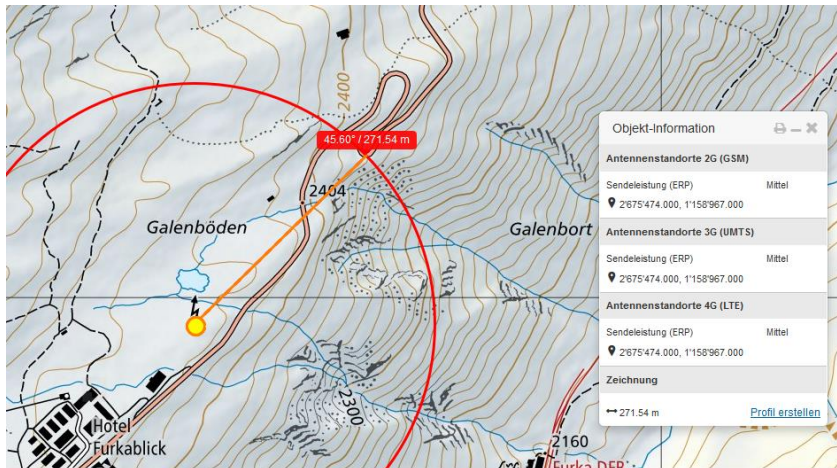 2400
45.60° / 271.54 m
2404
Galenböden
Galenbort
Hotel
Furkablick
2300
2160
Furka DFB
Objekt-Information
Antennenstandorte 2G (GSM)
Sendeleistung (ERP) Mittel
2'675'474.000, 1'158'967.000
Antennenstandorte 3G (UMTS)
Sendeleistung (ERP) Mittel
2'675'474.000, 1'158'967.000
Antennenstandorte 4G (LTE)
Sendeleistung (ERP) Mittel
2'675'474.000, 1'158'967.000
Zeichnung
271.54 m Profil erstellen